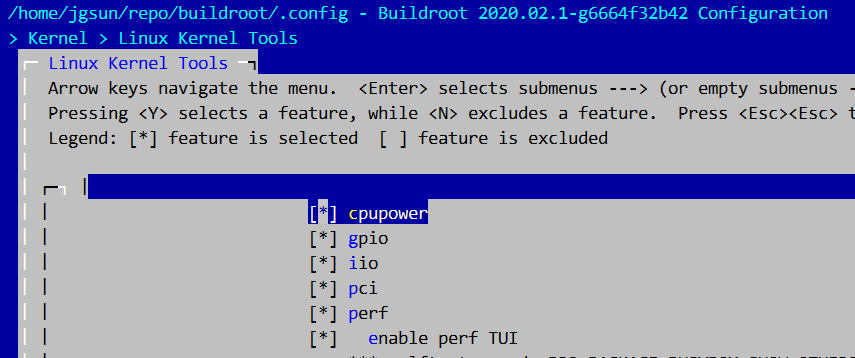 /home/jgsun/repo/buildroot/.config - Buildroot 2020.02.1-g6664f32b42 Configuration
> Kernel > Linux Kernel Tools
Linux Kernel Tools
Arrow keys navigate the menu.  <Enter> selects submenus ---> (or empty submenus -
Pressing <Y> selects a feature, while <N> excludes a feature.  Press <Esc><Esc> t
Legend: [*] feature is selected  [ ] feature is excluded
[*] cpupower
[*] gpio
[*] iio
[*] pci
[*] perf
[*]   enable perf TUI